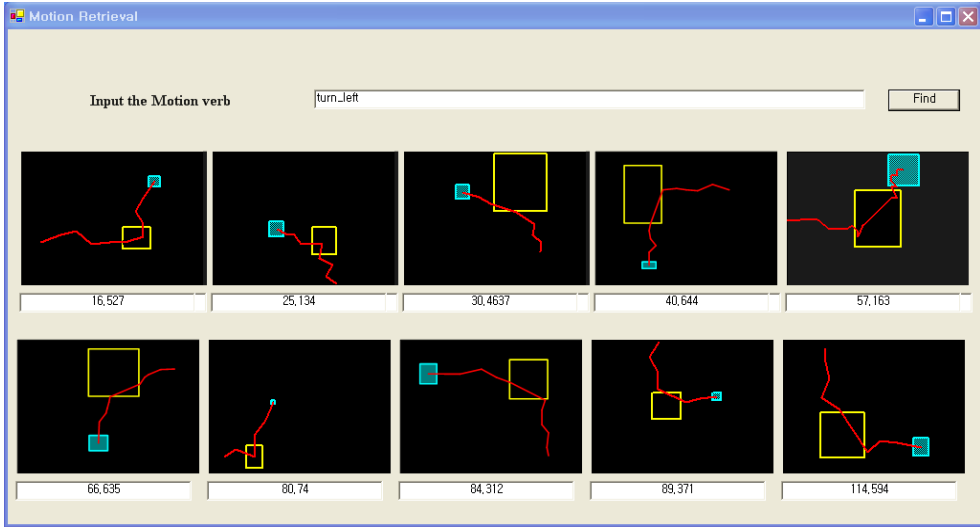 Motion Retrieval
Input the Motion verb
turn_left
Find
16,527
25,134
30,4637
40,644
57,163
66,635
80,74
84,312
89,371
114,594